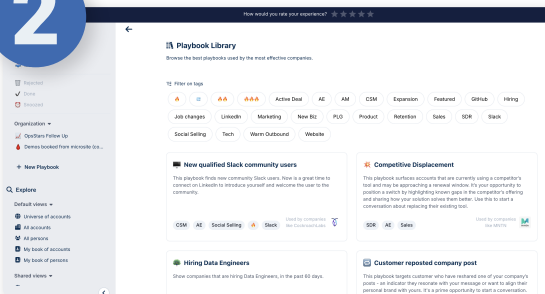 How would you rate your experience?
2
Playbook Library
Browse the best playbooks used by the most effective companies.
Rejected
Done
Snoozed
Organization
OpsStars Follow Up
Demos booked from microsite (co...
+ New Playbook
Explore
Default views
Universe of accounts
All accounts
All persons
My book of accounts
My book of persons
Shared views
Filter on tags
Active Deal
AE
AM
CSM
Expansion
Featured
GitHub
Hiring
Job changes
LinkedIn
Marketing
New Biz
PLG
Product
Retention
Sales
SDR
Slack
Social Selling
Tech
Warm Outbound
Website
New qualified Slack community users
This playbook finds new community Slack users. Now is a great time to
connect on LinkedIn to introduce yourself and welcome the user to the
community.
CSM AE Social Selling Slack
Used by companies
like CommonRoom
Competitive Displacement
This playbook surfaces accounts that are currently using a competitor's
tool and may be approaching a renewal window. It's your opportunity to
position a switch by highlighting known gaps in the competitor's offering
and sharing how your solution solves them better. Use this to start a
conversation about replacing their existing tool.
SDR AE Sales
Used by companies
Hiring Data Engineers
Show companies that are hiring Data Engineers, in the past 60 days.
Customer reposted company post
This playbook targets customer who have reshared one of your company's
posts - as indicator they resonate with your message or want to align their
personal brand with yours. It's a prime opportunity to start a conversation.